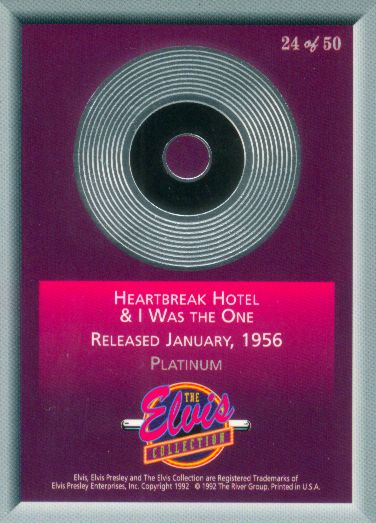 24 of 50
Heartbreak Hotel
& I Was the One
Released January, 1956
Platinum
THE
Elvis
COLLECTION
Elvis, Elvis Presley and The Elvis Collection are Registered Trademarks of
Elvis Presley Enterprises, Inc. Copyright 1992 © 1992 The River Group. Printed in U.S.A.